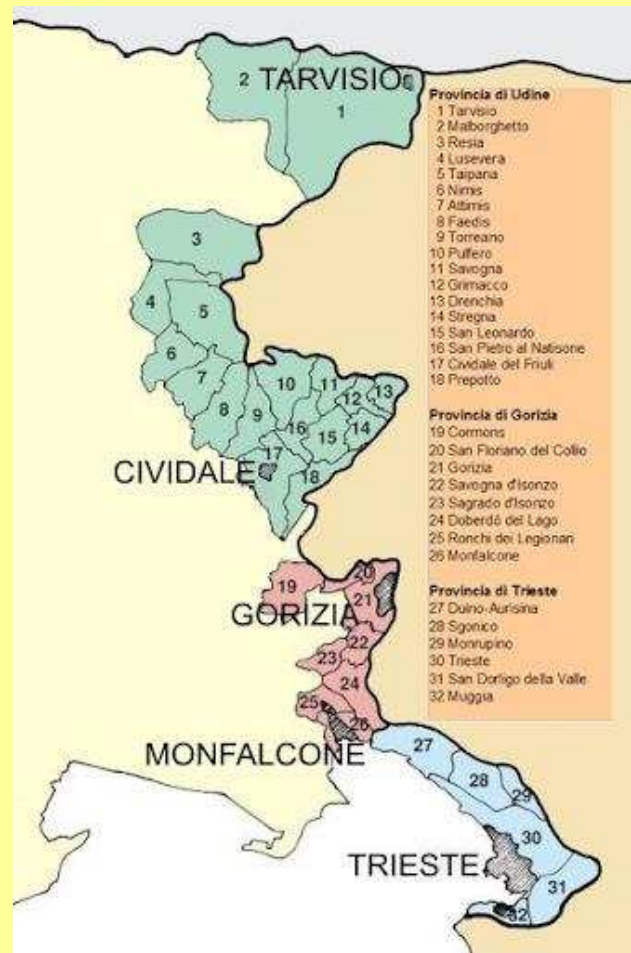 TARVISIO
2
1
3
4
5
6
7
8
9
10
11
12
13
14
15
16
17
18
CIVIDALE
19
20
21
GORIZIA
22
23
24
25
26
MONFALCONE
27
28
29
30
TRIESTE
31
32
Provincia di Udine
1 Tarvisio
2 Malborghetto
3 Resia
4 Lusevera
5 Taipana
6 Nimis
7 Attimis
8 Faedis
9 Torreano
10 Pulfero
11 Savogna
12 Grimacco
13 Drenchia
14 Stregna
15 San Leonardo
16 San Pietro al Natisone
17 Cividale del Friuli
18 Prepotto
Provincia di Gorizia
19 Cormons
20 San Floriano del Collio
21 Gorizia
22 Savogna d'Isonzo
23 Sagrado d'Isonzo
24 Doberdò del Lago
25 Ronchi dei Legionari
26 Monfalcone
Provincia di Trieste
27 Duino-Aurisina
28 Sgonico
29 Monrupino
30 Trieste
31 San Dorligo della Valle
32 Muggia